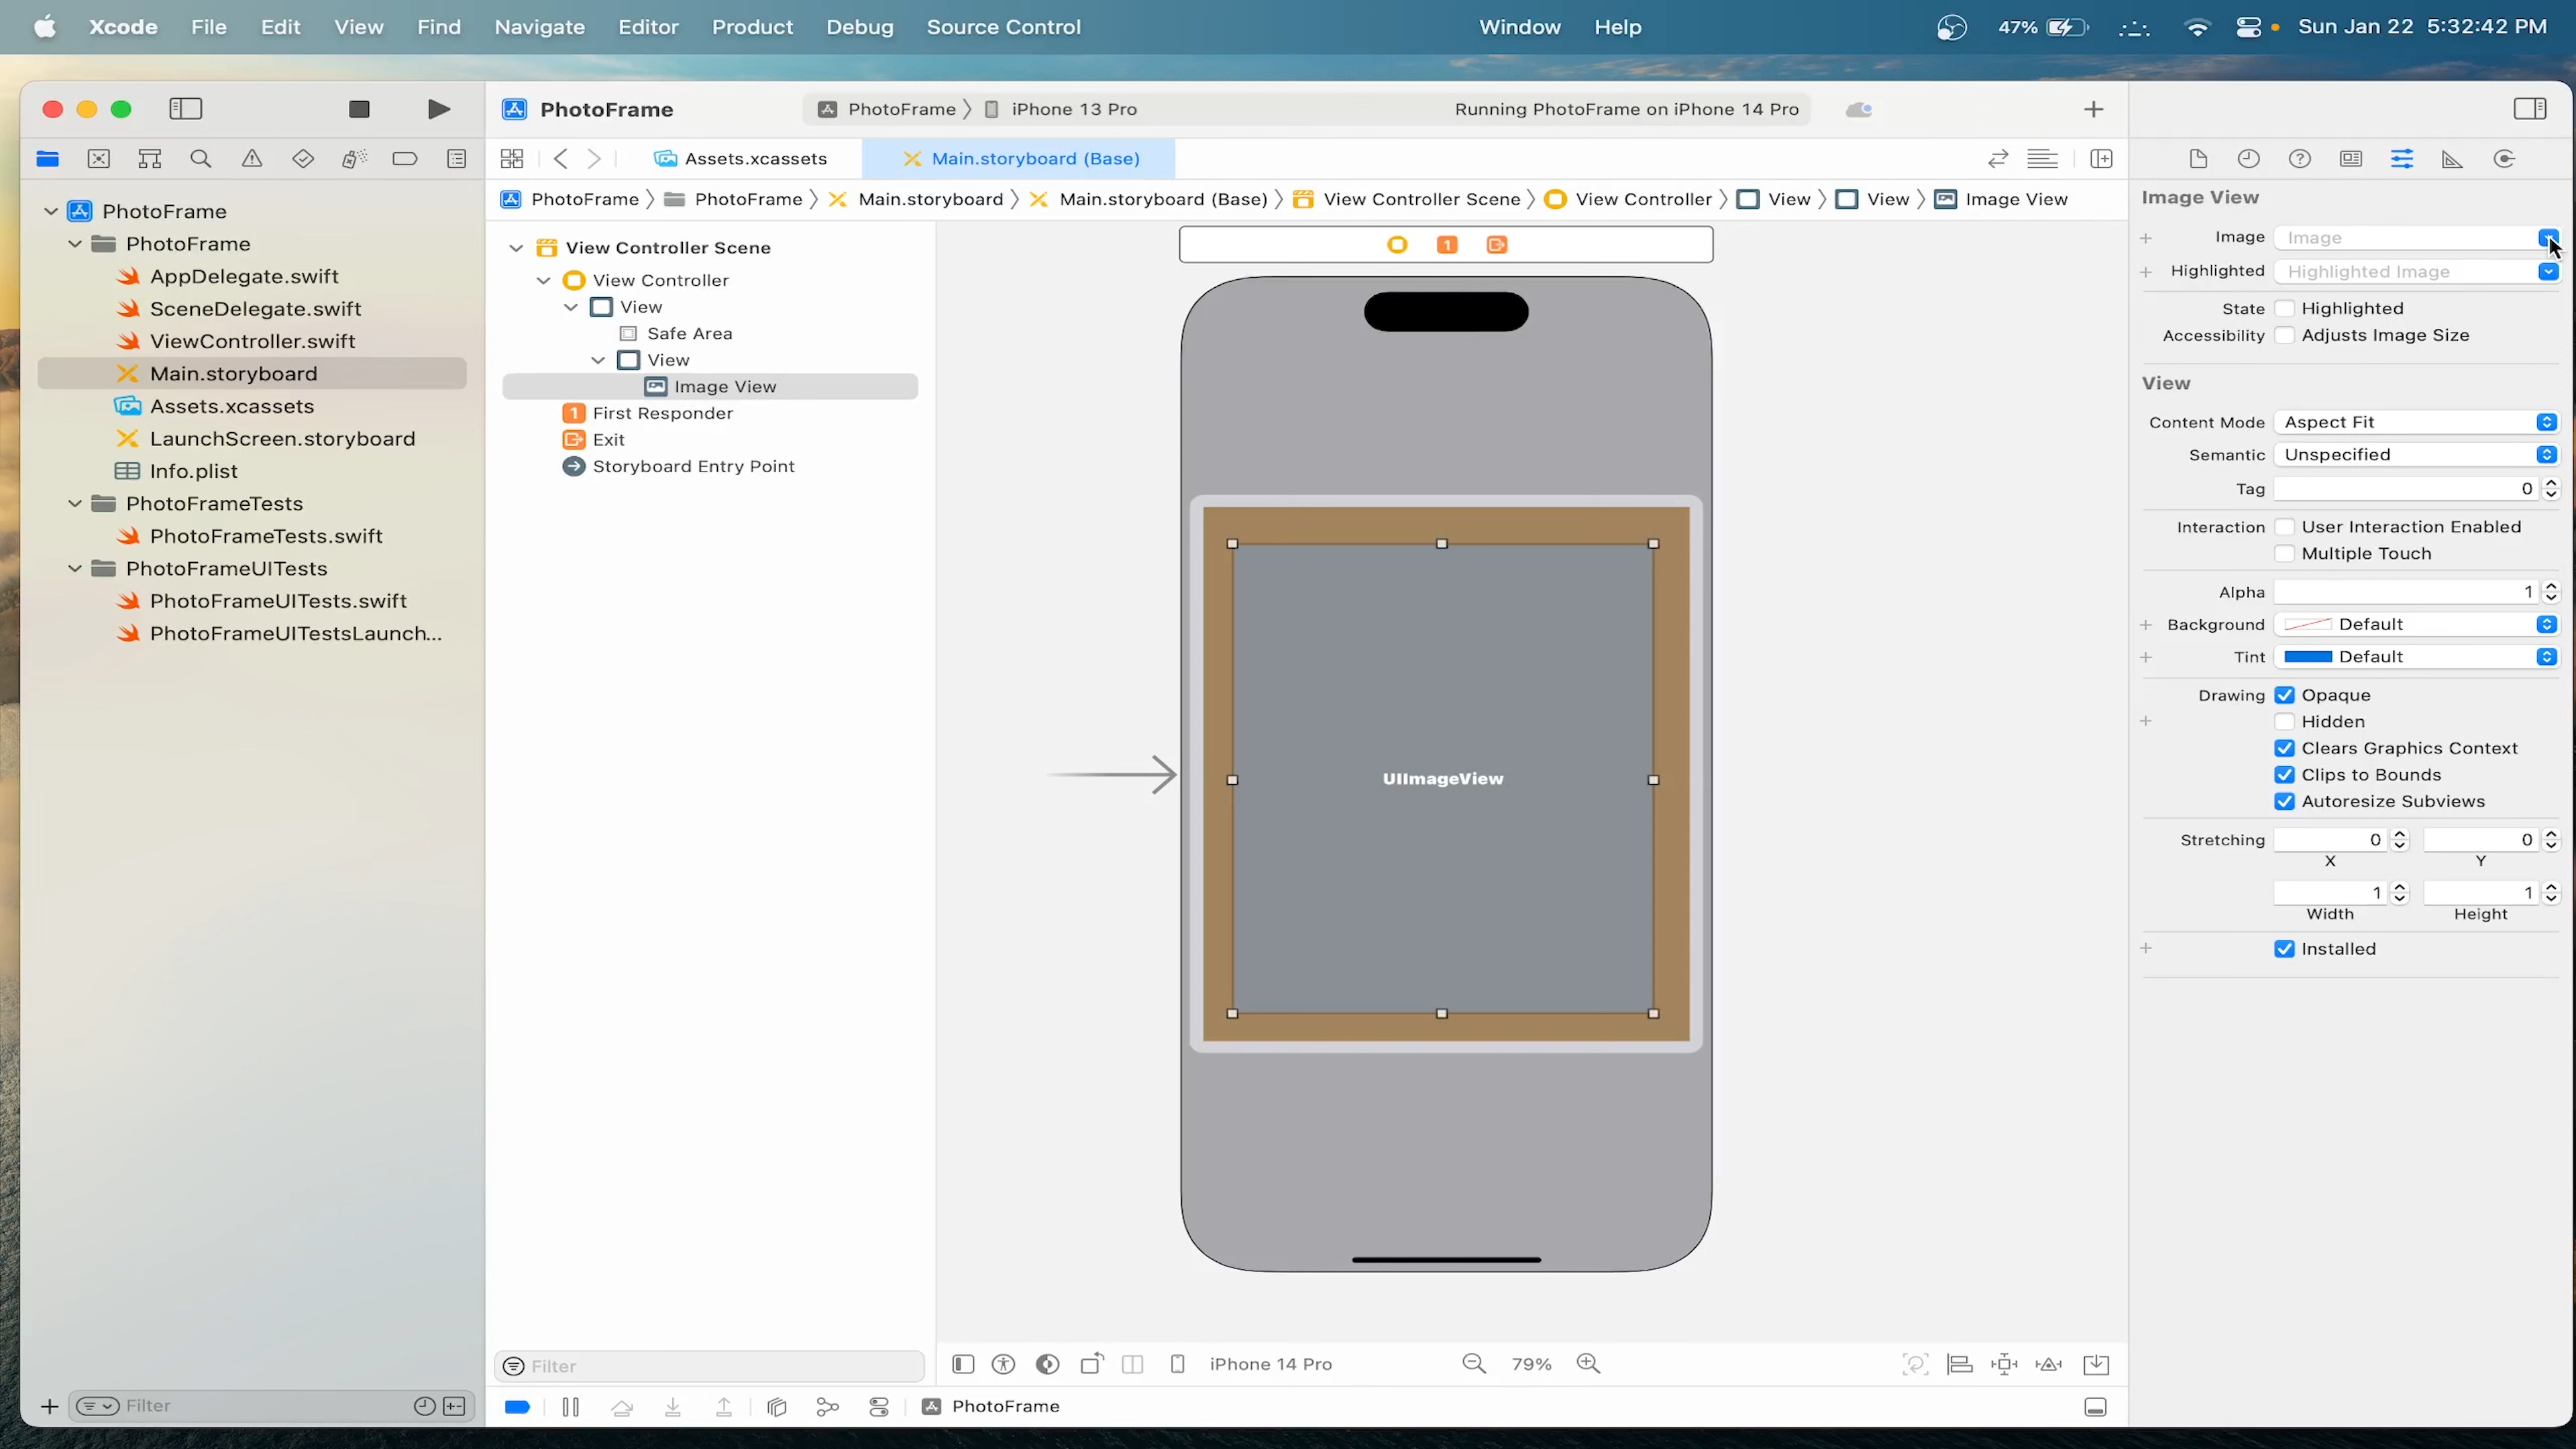 Xcode File Edit View Find Navigate Editor Product Debug Source Control Window Help 47% Sun Jan 22 5:32:42 PM
PhotoFrame PhotoFrame iPhone 13 Pro Running PhotoFrame on iPhone 14 Pro
Assets.xcassets Main.storyboard (Base)
PhotoFrame PhotoFrame Main.storyboard Main.storyboard (Base) View Controller Scene View Controller View View Image View
PhotoFrame
PhotoFrame
AppDelegate.swift
SceneDelegate.swift
ViewController.swift
Main.storyboard
Assets.xcassets
LaunchScreen.storyboard
Info.plist
PhotoFrameTests
PhotoFrameTests.swift
PhotoFrameUITests
PhotoFrameUITests.swift
PhotoFrameUITestsLaunch...
Filter
View Controller Scene
View Controller
View
Safe Area
View
Image View
1 First Responder
Exit
Storyboard Entry Point
Filter
1
UIImageView
iPhone 14 Pro 79%
PhotoFrame
Image View
Image Image
Highlighted Highlighted Image
State Highlighted
Accessibility Adjusts Image Size
View
Content Mode Aspect Fit
Semantic Unspecified
Tag 0
Interaction User Interaction Enabled
Multiple Touch
Alpha 1
Background Default
Tint Default
Drawing Opaque
Hidden
Clears Graphics Context
Clips to Bounds
Autoresize Subviews
Stretching 0 0
X Y
1 1
Width Height
Installed